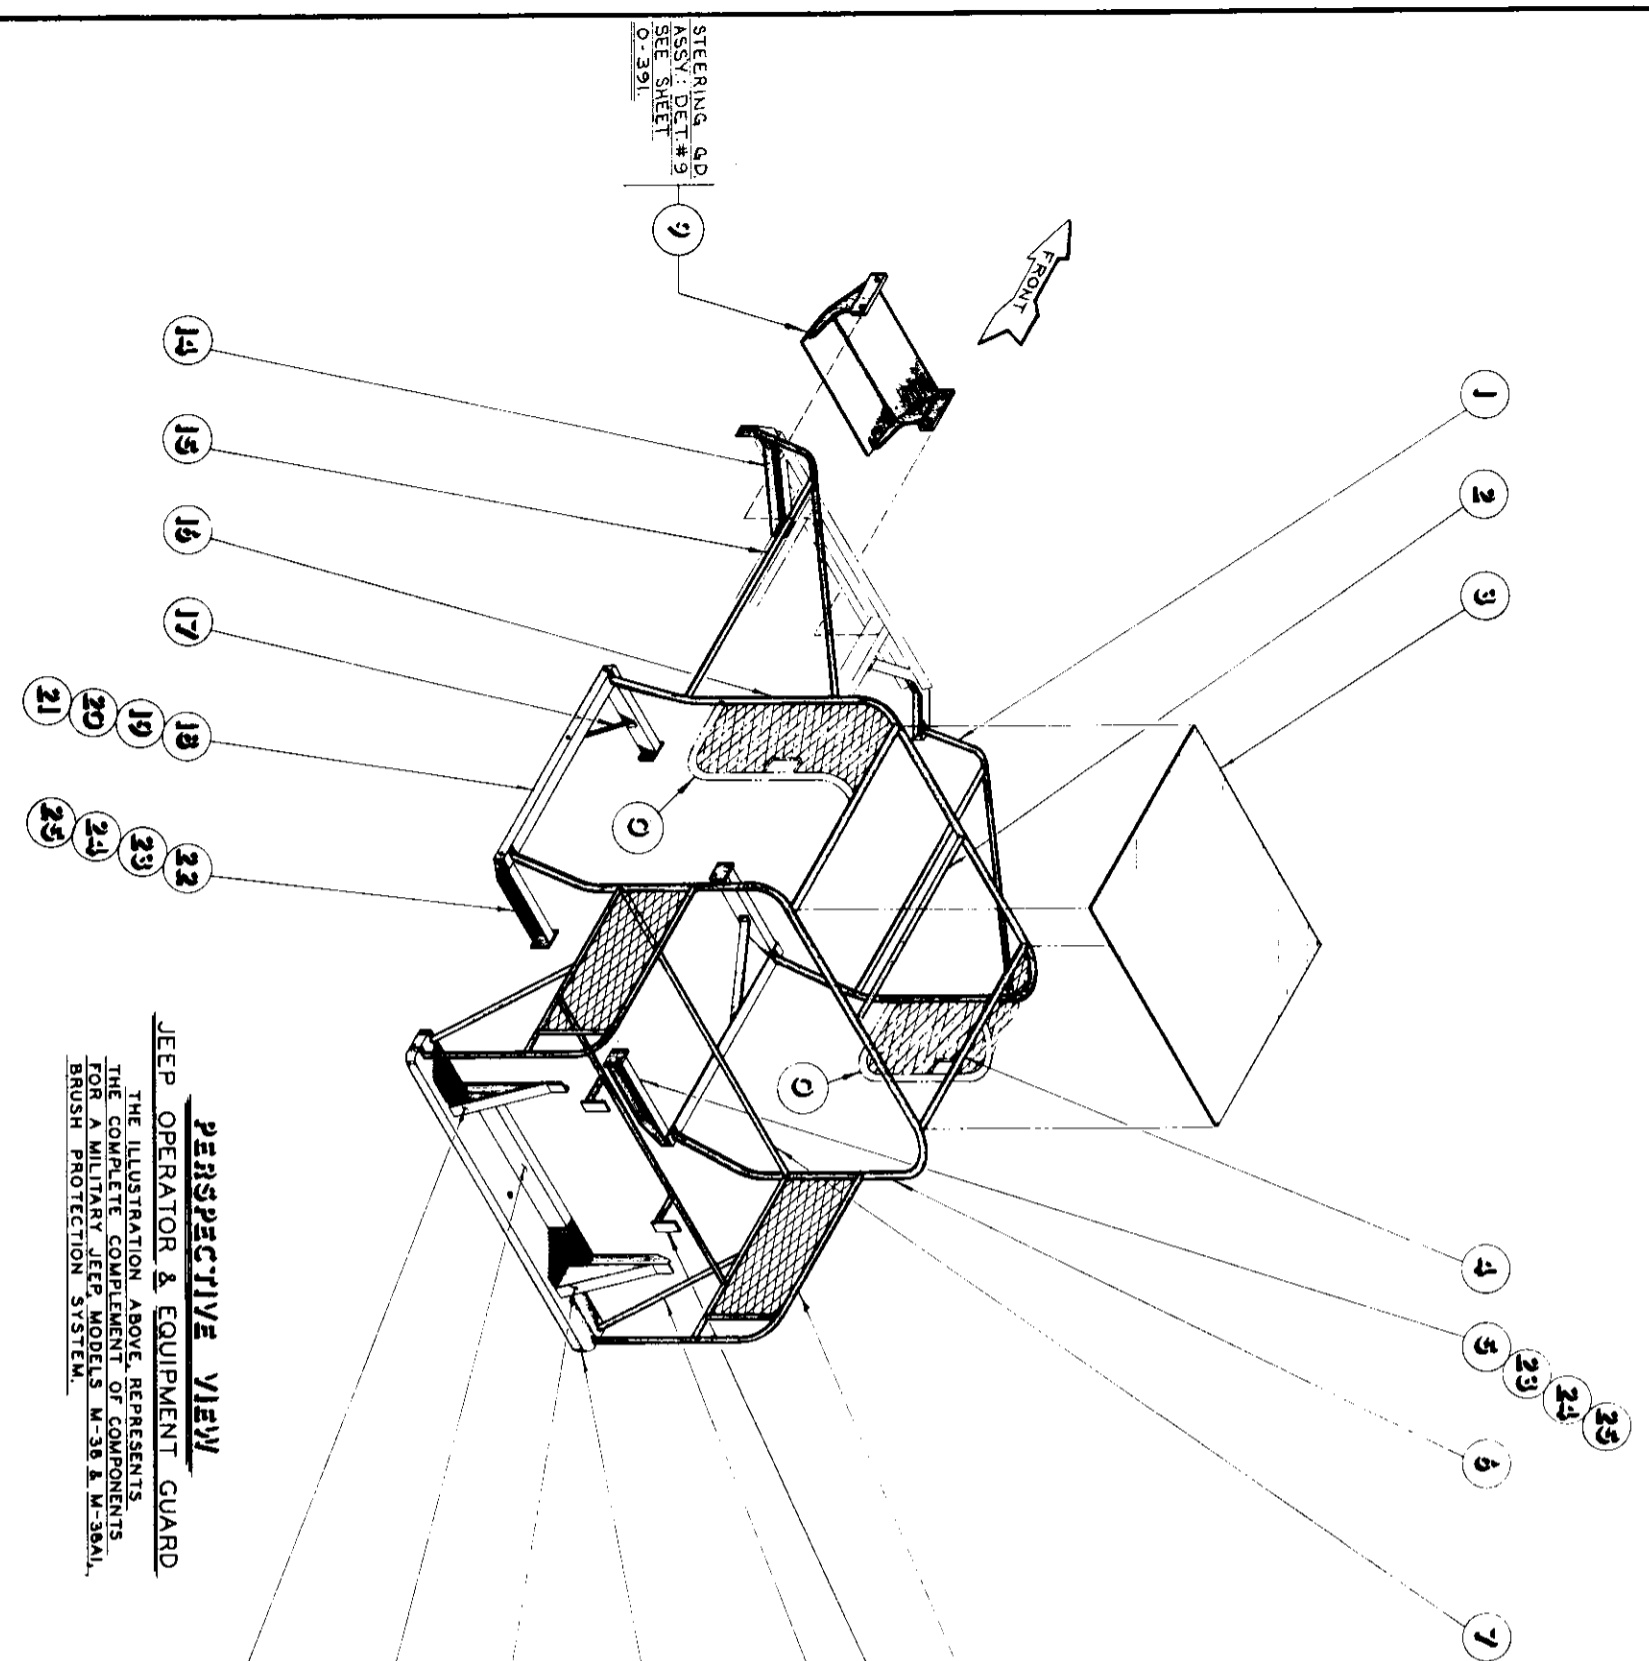 STEERING GD.
ASSY: DET. #9
SEE SHEET
0-391.
9
FRONT
1
2
3
14
15
16
17
18
19
20
21
22
23
24
25
4
5
23
24
25
6
7
PERSPECTIVE VIEW
JEEP OPERATOR & EQUIPMENT GUARD
THE ILLUSTRATION ABOVE, REPRESENTS
THE COMPLETE COMPLEMENT OF COMPONENTS
FOR A MILITARY JEEP, MODELS M-38 & M-38A1,
BRUSH PROTECTION SYSTEM.